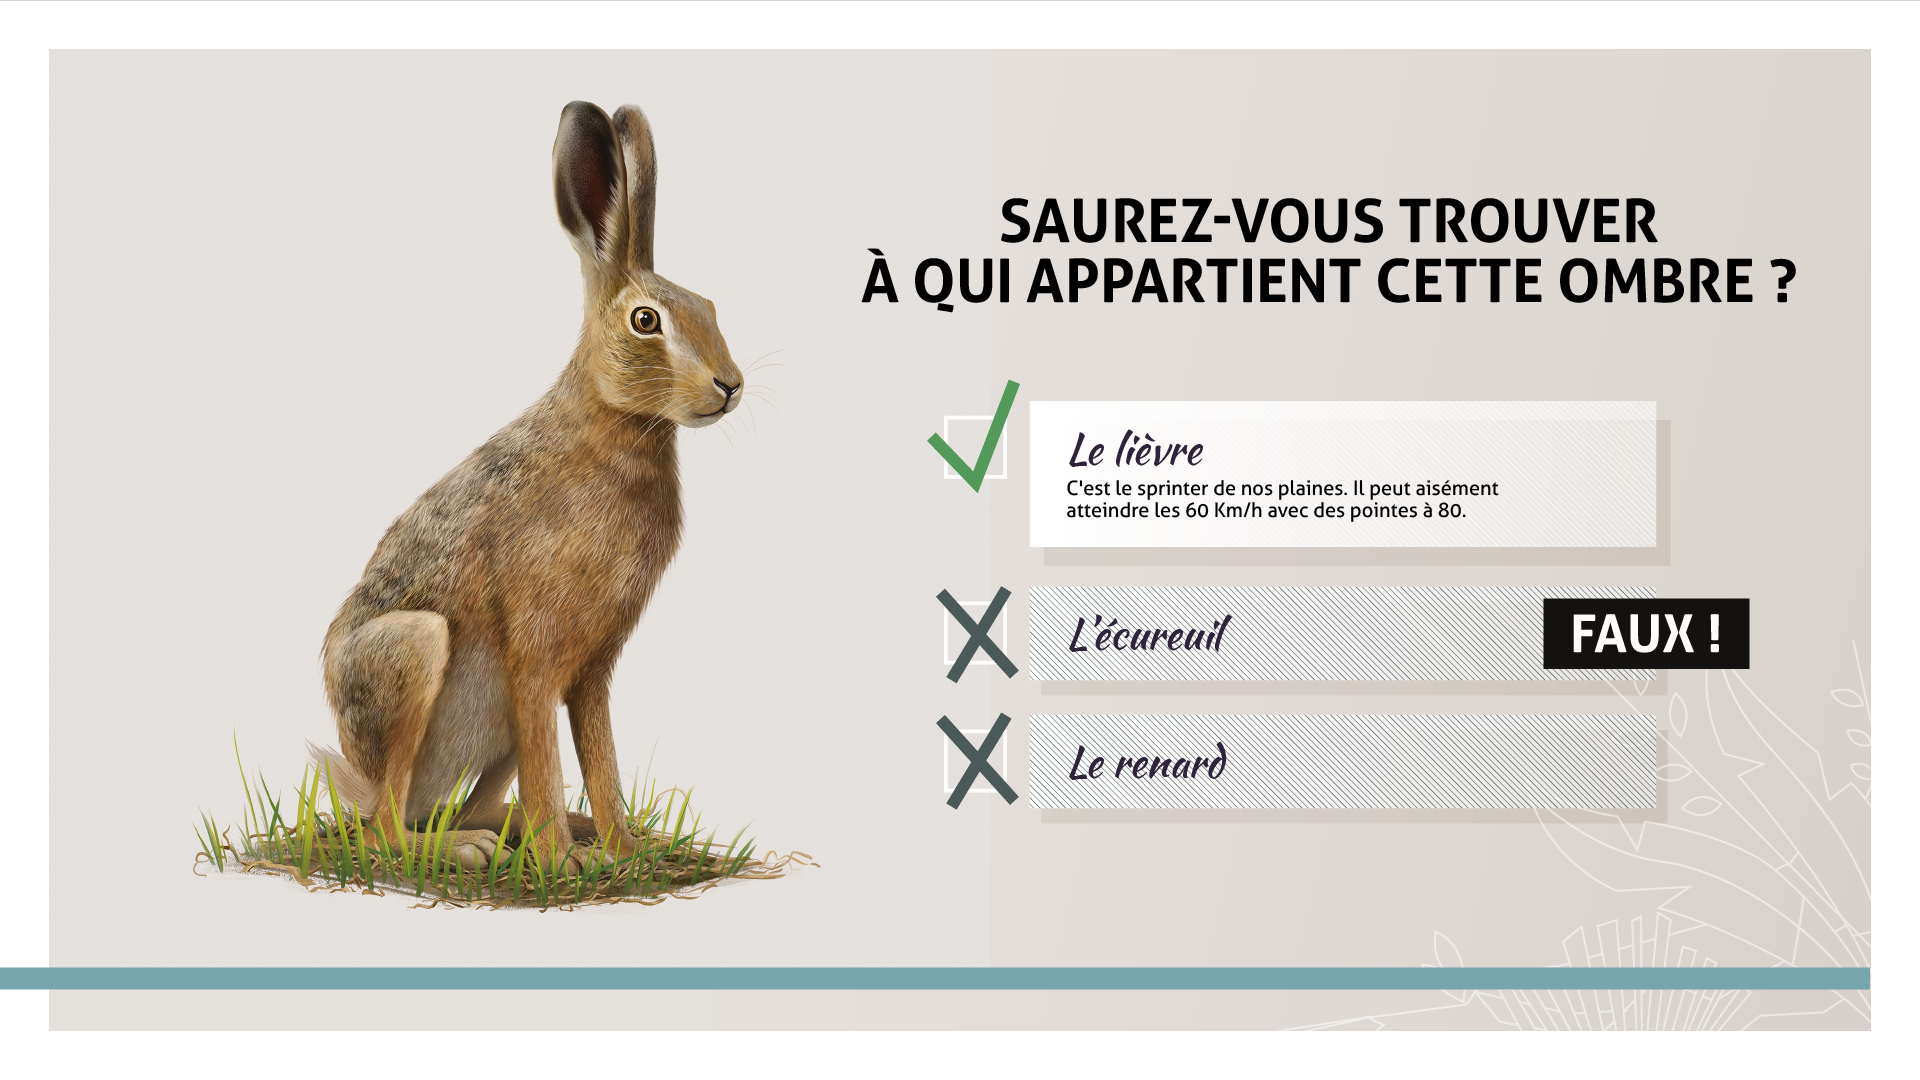 SAUREZ-VOUS TROUVER
À QUI APPARTIENT CETTE OMBRE ?
Le lièvre
C'est le sprinter de nos plaines. Il peut aisément
atteindre les 60 Km/h avec des pointes à 80.
L'écureuil
FAUX !
Le renard